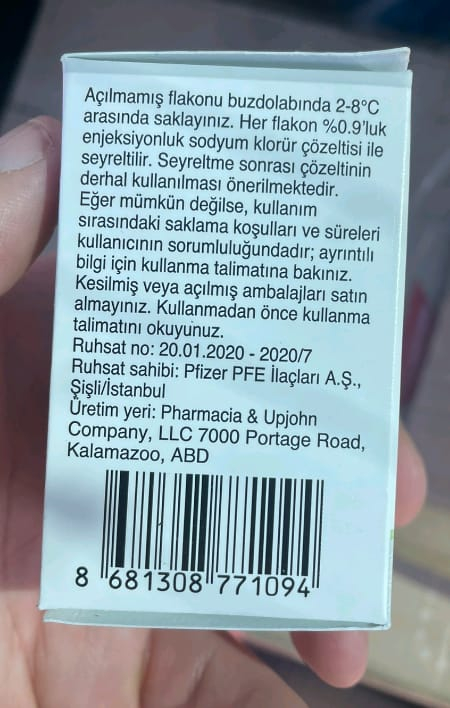 Açılmamış flakonu buzdolabında 2-8°C
arasında saklayınız. Her flakon %0.9'luk
enjeksiyonluk sodyum klorür çözeltisi ile
seyreltilir. Seyreltme sonrası çözeltinin
derhal kullanılması önerilmektedir.
Eğer mümkün değilse, kullanım
sırasındaki saklama koşulları ve süreleri
kullanıcının sorumluluğundadır; ayrıntılı
bilgi için kullanma talimatına bakınız.
Kesilmiş veya açılmış ambalajları satın
almayınız. Kullanmadan önce kullanma
talimatını okuyunuz.
Ruhsat no: 20.01.2020 - 2020/7
Ruhsat sahibi: Pfizer PFE İlaçları A.Ş.,
Şişli/İstanbul
Üretim yeri: Pharmacia & Upjohn
Company, LLC 7000 Portage Road,
Kalamazoo, ABD
8 681308 771094